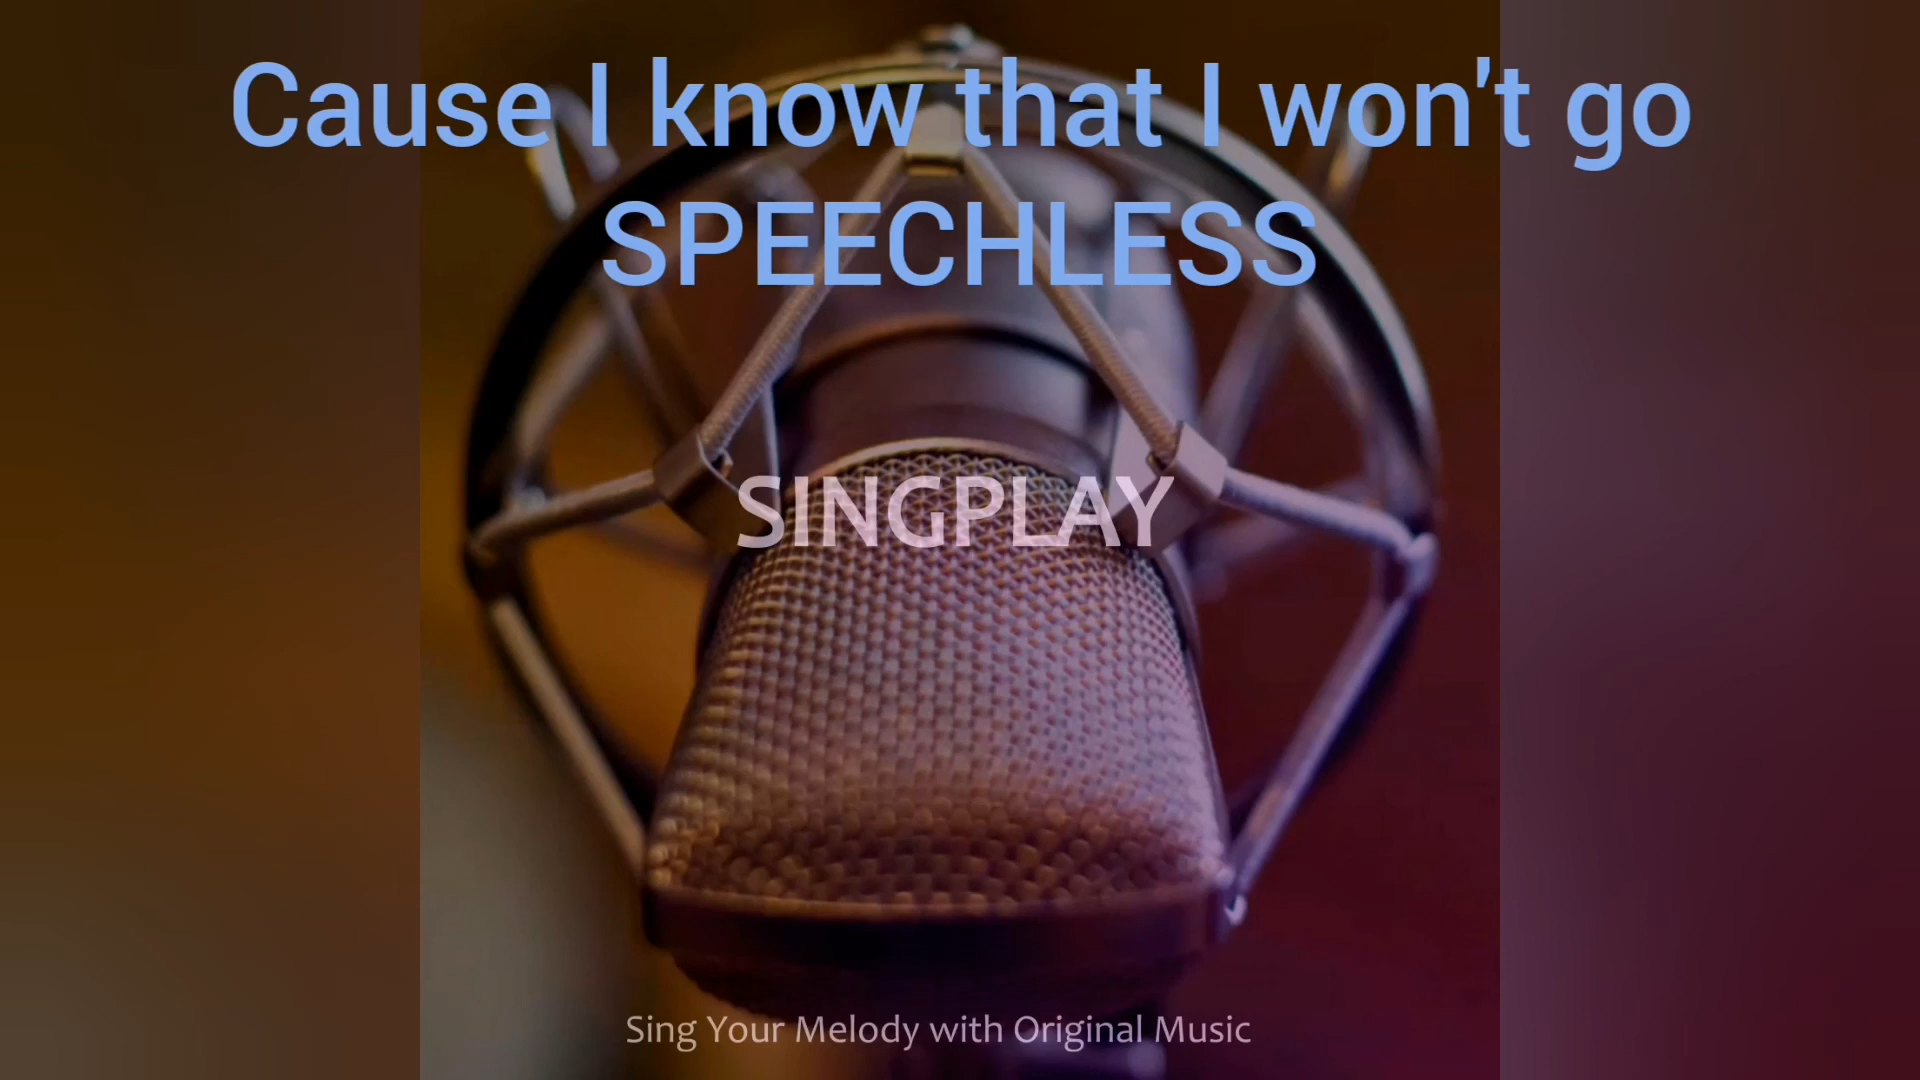 Cause I know that I won't go
SPEECHLESS
SINGPLAY
Sing Your Melody with Original Music